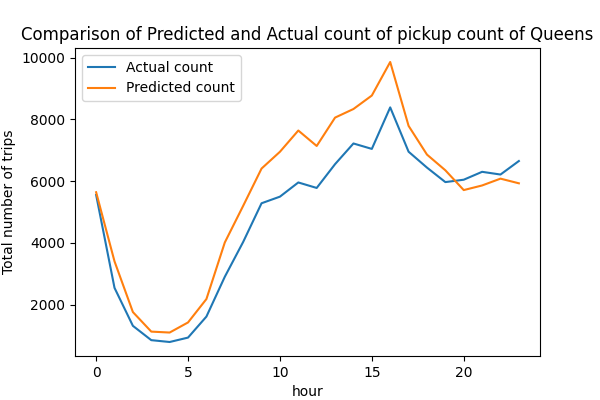 Comparison of Predicted and Actual count of pickup count of Queens
Actual count
Predicted count
Total number of trips
10000
8000
6000
4000
2000
0 5 10 15 20
hour